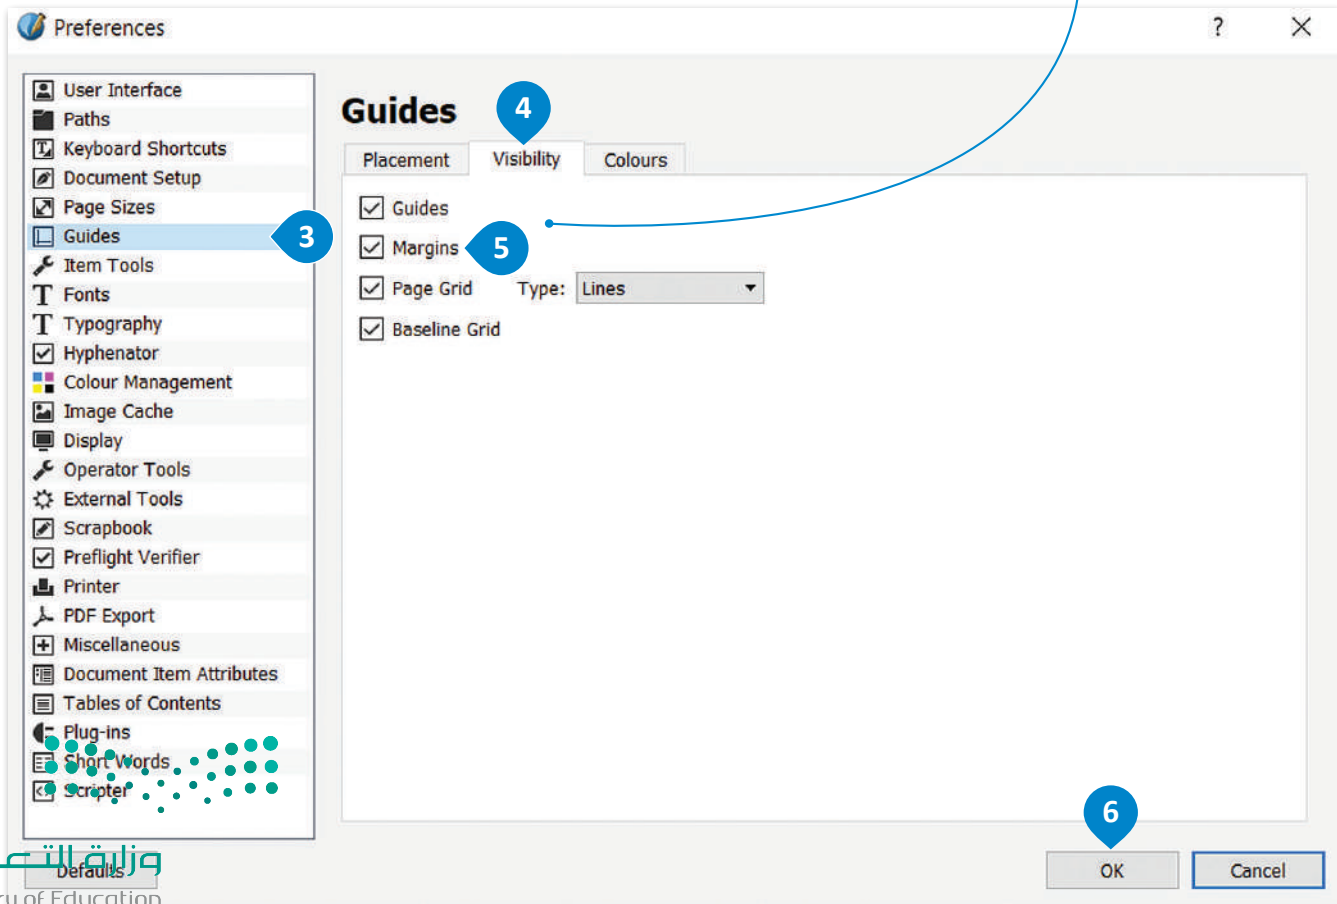 Preferences
?
User Interface
Paths
Keyboard Shortcuts
Document Setup
Page Sizes
Guides
3
Item Tools
Fonts
Typography
Hyphenator
Colour Management
Image Cache
Display
Operator Tools
External Tools
Scrapbook
Preflight Verifier
Printer
PDF Export
Miscellaneous
Document Item Attributes
Tables of Contents
Plug-ins
Short Words
Scripter
Guides
4
Placement Visibility Colours
Guides
Margins 5
Page Grid Type: Lines
Baseline Grid
6
وزارة
Defaults OK Cancel
of Education